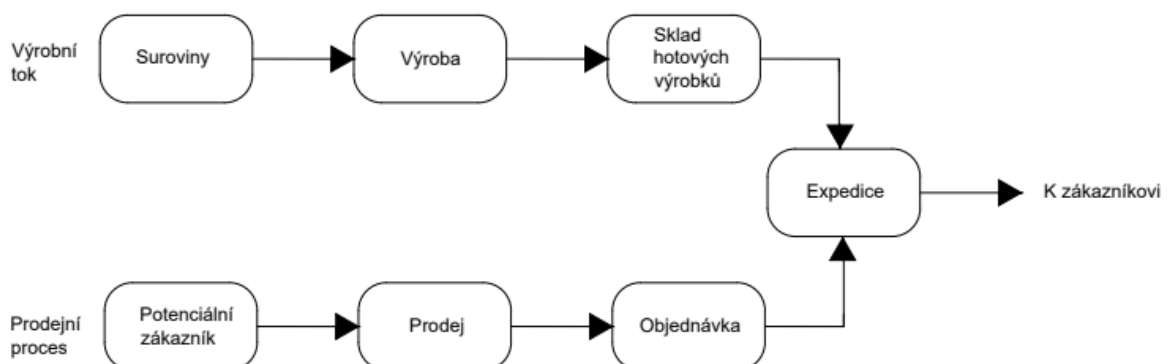 Výrobní
tok
Suroviny
Výroba
Sklad
hotových
výrobků
Expedice
K zákazníkovi
Prodejní
proces
Potenciální
zákazník
Prodej
Objednávka